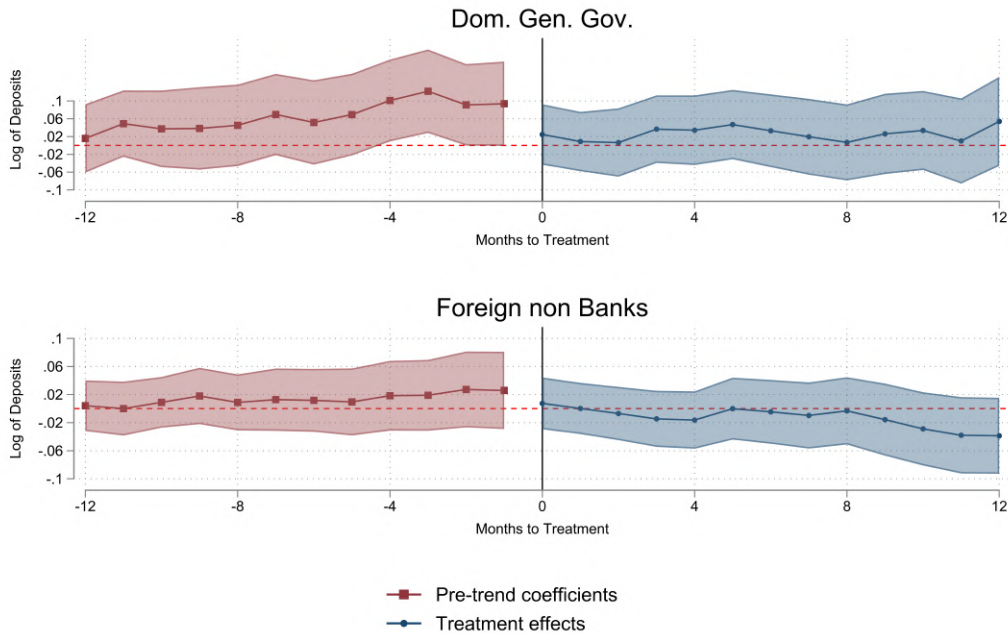 Dom. Gen. Gov.
Log of Deposits
.1
.06
.02
-.02
-.06
-.1
-12 -8 -4 0 4 8 12
Months to Treatment
Foreign non Banks
Log of Deposits
.1
.06
.02
-.02
-.06
-.1
-12 -8 -4 0 4 8 12
Months to Treatment
Pre-trend coefficients
Treatment effects